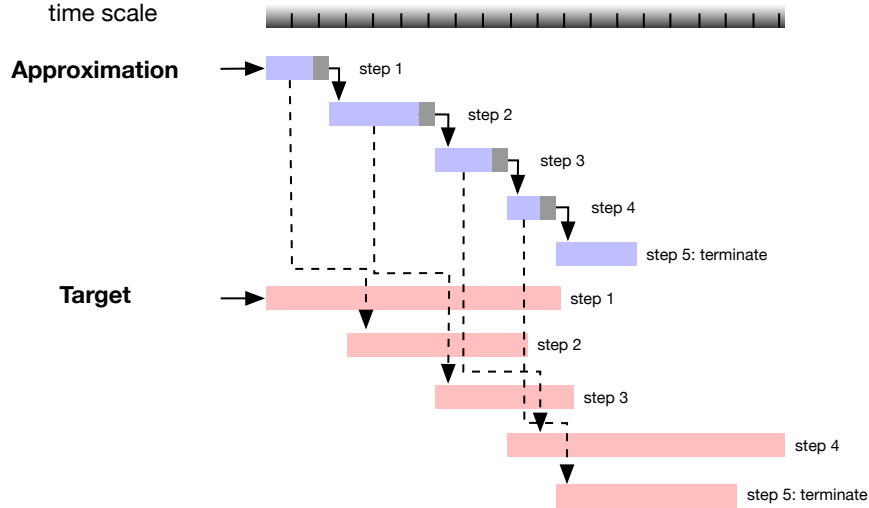 time scale
Approximation
step 1
step 2
step 3
step 4
step 5: terminate
Target
step 1
step 2
step 3
step 4
step 5: terminate